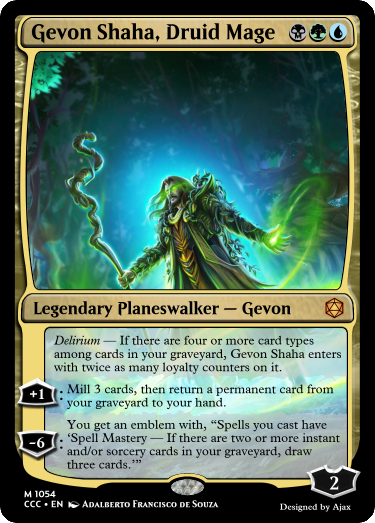 Gevon Shaha, Druid Mage
Legendary Planeswalker — Gevon
Delirium — If there are four or more card types
among cards in your graveyard, Gevon Shaha enters
with twice as many loyalty counters on it.
+1: Mill 3 cards, then return a permanent card from
your graveyard to your hand.
You get an emblem with, “Spells you cast have
-6: ‘Spell Mastery — If there are two or more instant
and/or sorcery cards in your graveyard, draw
three cards.’”
2
M 1054
CCC • EN Adalberto Francisco de Souza
Designed by Ajax